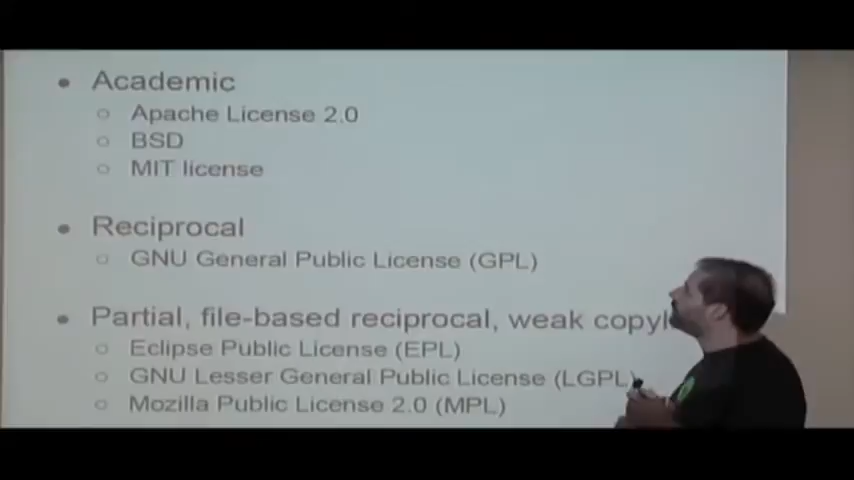 Academic
Apache License 2.0
BSD
MIT license
Reciprocal
GNU General Public License (GPL)
Partial, file-based reciprocal, weak
Eclipse Public License (EPL)
GNU Lesser General Public License (LGPL)
Mozilla Public License 2.0 (MPL)